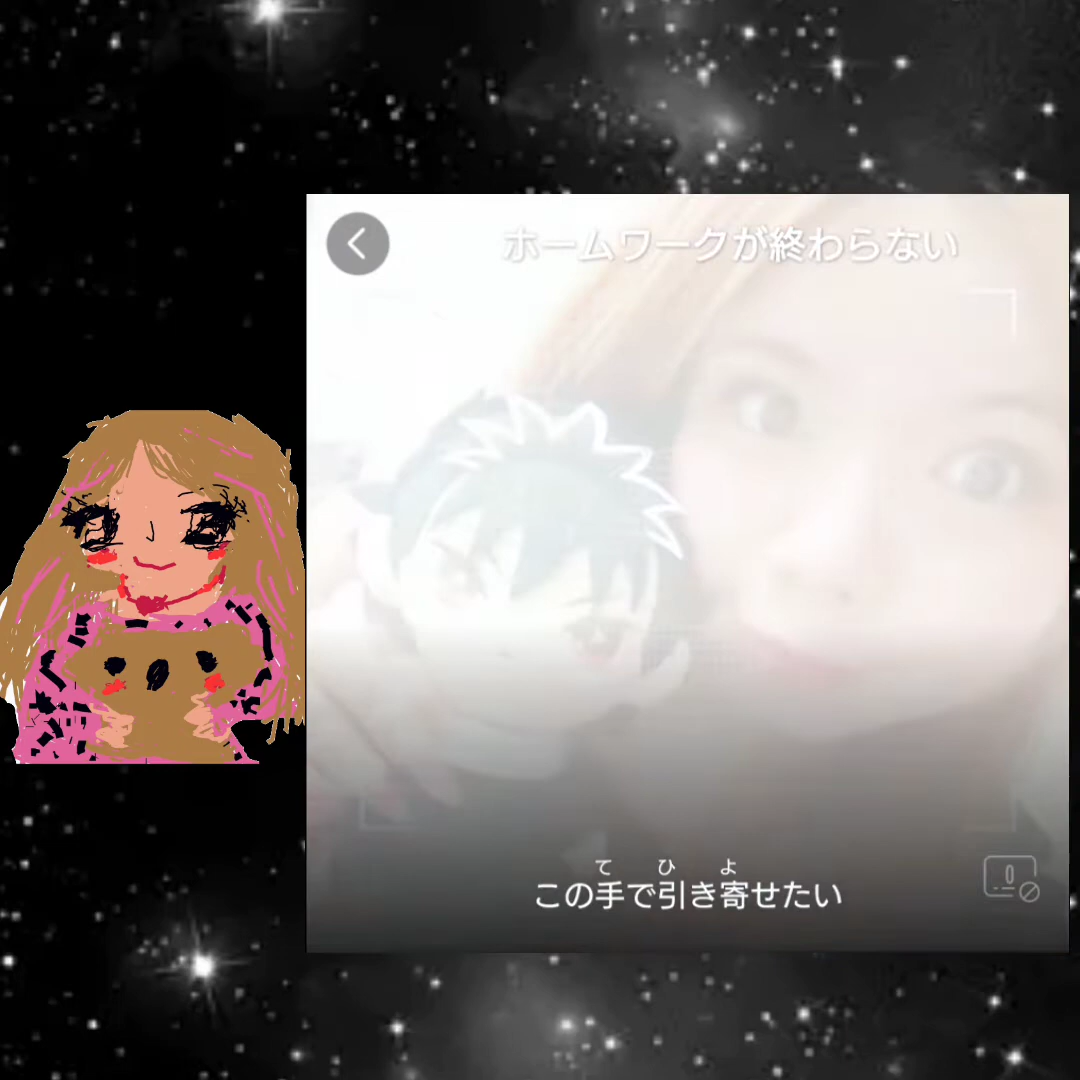 ホームワークが終わらない
て ひ よ
この手で引き寄せたい